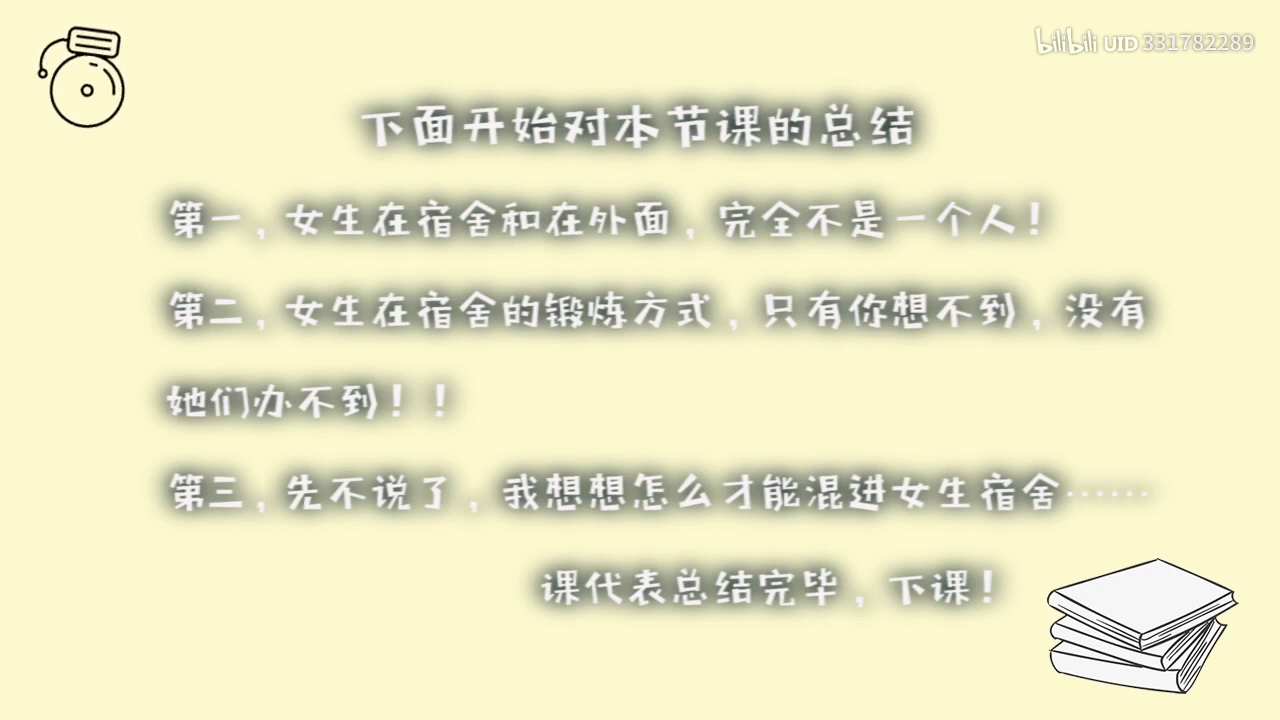 bilibili UID 331782289
下面开始对本节课的总结
第一，女生在宿舍和在外面，完全不是一个人！
第二，女生在宿舍的锻炼方式，只有你想不到，没有
她们办不到！！
第三，先不说了，我想想怎么才能混进女生宿舍……
课代表总结完毕，下课！